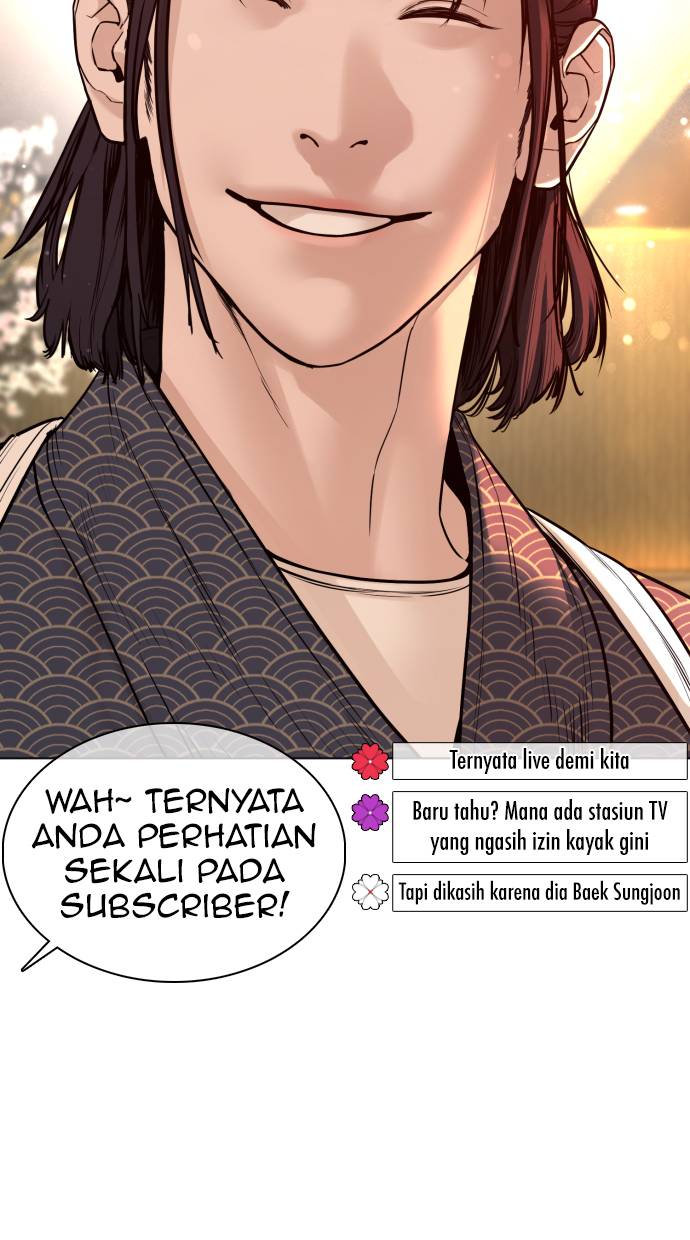 Ternyata live demi kita
Baru tahu? Mana ada stasiun TV
yang ngasih izin kayak gini
Tapi dikasih karena dia Baek Sungjoon
WAH~ TERNYATA
ANDA PERHATIAN
SEKALI PADA
SUBSCRIBER!